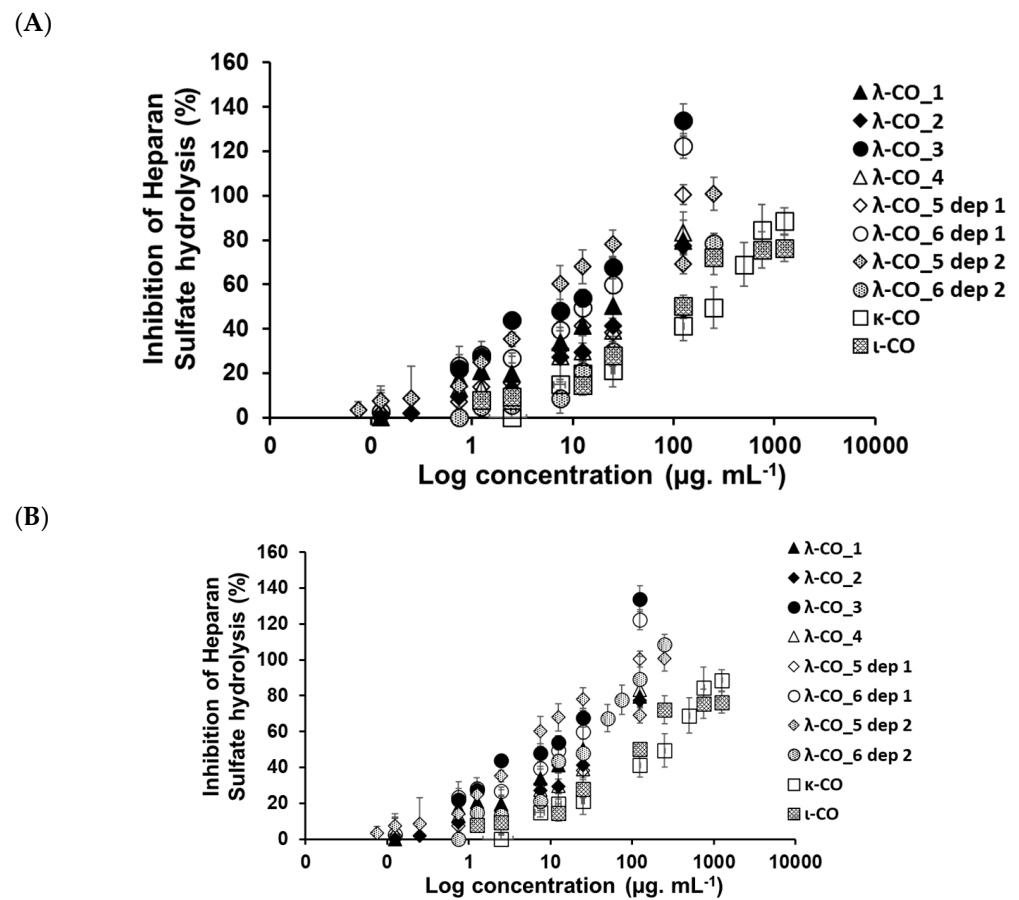 (A)
160
140
120
100
80
60
40
20
0
Inhibition of Heparan
Sulfate hydrolysis (%)
0 0 1 10 100 1000 10000
Log concentration (µg. mL⁻¹)
λ-CO_1
λ-CO_2
λ-CO_3
λ-CO_4
λ-CO_5 dep 1
λ-CO_6 dep 1
λ-CO_5 dep 2
λ-CO_6 dep 2
κ-CO
ι-CO
(B)
160
140
120
100
80
60
40
20
0
Inhibition of Heparan
Sulfate hydrolysis (%)
0 0 1 10 100 1000 10000
Log concentration (µg. mL⁻¹)
λ-CO_1
λ-CO_2
λ-CO_3
λ-CO_4
λ-CO_5 dep 1
λ-CO_6 dep 1
λ-CO_5 dep 2
λ-CO_6 dep 2
κ-CO
ι-CO